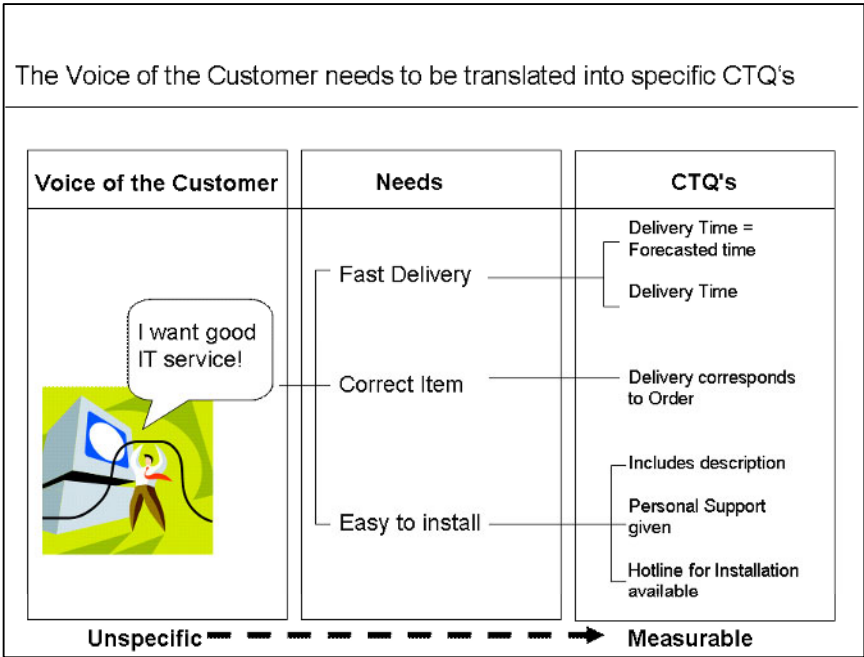 The Voice of the Customer needs to be translated into specific CTQ's
Voice of the Customer
Needs
CTQ's
I want good
IT service!
Fast Delivery
Correct Item
Easy to install
Delivery Time =
Forecasted time
Delivery Time
Delivery corresponds
to Order
Includes description
Personal Support
given
Hotline for Installation
available
Unspecific
Measurable